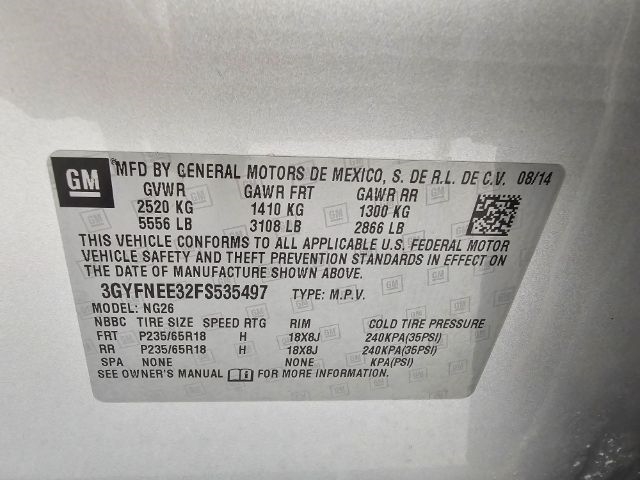 GM ® MFD BY GENERAL MOTORS DE MEXICO, S. DE R.L. DE C.V. 08/14
GVWR GAWR FRT GAWR RR
2520 KG 1410 KG 1300 KG
5556 LB 3108 LB 2866 LB
THIS VEHICLE CONFORMS TO ALL APPLICABLE U.S. FEDERAL MOTOR
VEHICLE SAFETY AND THEFT PREVENTION STANDARDS IN EFFECT ON
THE DATE OF MANUFACTURE SHOWN ABOVE.
3GYFNEE32FS535497 TYPE: M.P.V.
MODEL: NG26
NBBC TIRE SIZE SPEED RTG RIM COLD TIRE PRESSURE
FRT P235/65R18 H 18X8J 240KPA(35PSI)
RR P235/65R18 H 18X8J 240KPA(35PSI)
SPA NONE NONE KPA(PSI)
SEE OWNER'S MANUAL FOR MORE INFORMATION.